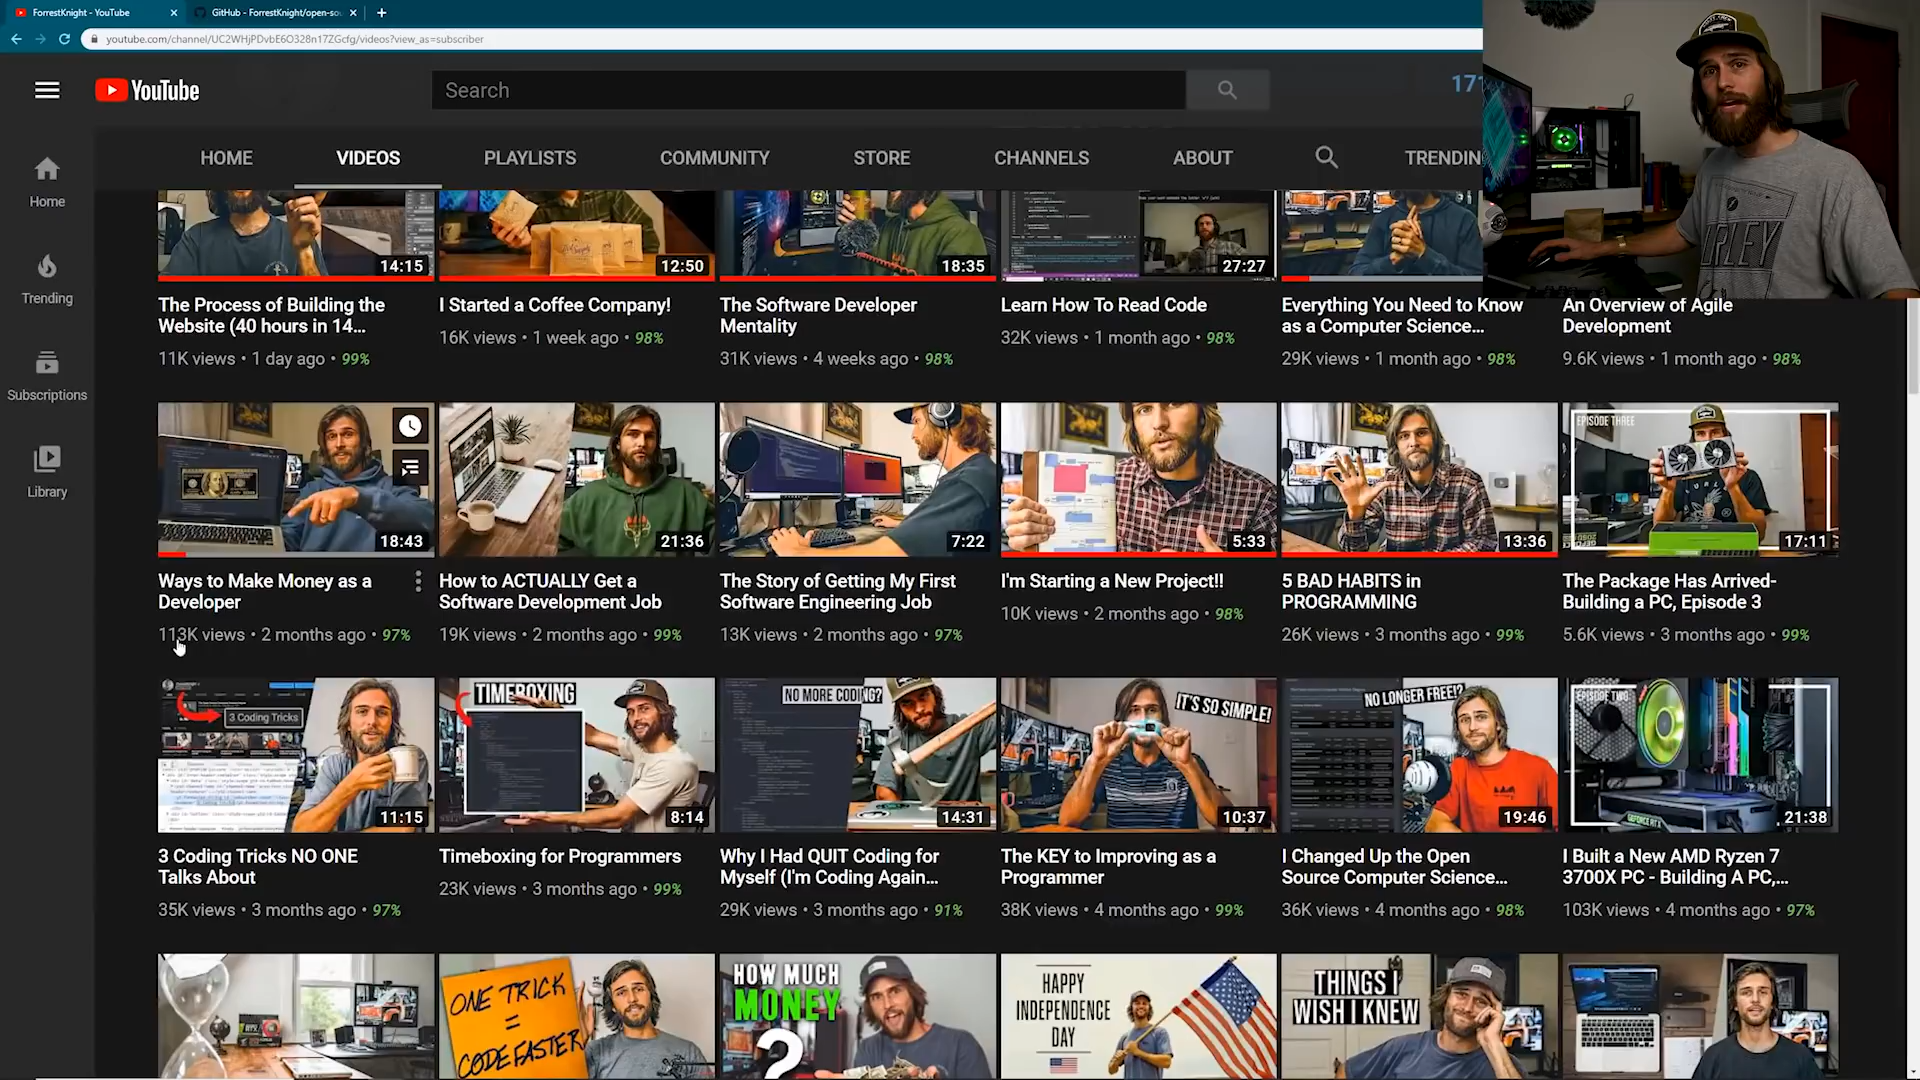 ForrestKnight - YouTube
GitHub - ForrestKnight/open-sou
youtube.com/channel/UC2WHjPDvbE6O328n17ZGcfg/videos?view_as=subscriber
YouTube
Search
171
HOME
VIDEOS
PLAYLISTS
COMMUNITY
STORE
CHANNELS
ABOUT
TRENDIN
Home
Trending
Subscriptions
Library
14:15
12:50
18:35
27:27
The Process of Building the
Website (40 hours in 14...
11K views • 1 day ago • 99%
I Started a Coffee Company!
16K views • 1 week ago • 98%
The Software Developer
Mentality
31K views • 4 weeks ago • 98%
Learn How To Read Code
32K views • 1 month ago • 98%
Everything You Need to Know
as a Computer Science...
29K views • 1 month ago • 98%
An Overview of Agile
Development
9.6K views • 1 month ago • 98%
18:43
21:36
7:22
5:33
13:36
EPISODE THREE
17:11
Ways to Make Money as a
Developer
113K views • 2 months ago • 97%
How to ACTUALLY Get a
Software Development Job
19K views • 2 months ago • 99%
The Story of Getting My First
Software Engineering Job
13K views • 2 months ago • 97%
I'm Starting a New Project!!
10K views • 2 months ago • 98%
5 BAD HABITS in
PROGRAMMING
26K views • 3 months ago • 99%
The Package Has Arrived-
Building a PC, Episode 3
5.6K views • 3 months ago • 99%
3 Coding Tricks
11:15
TIMEBOXING
8:14
NO MORE CODING?
14:31
IT'S SO SIMPLE!
10:37
NO LONGER FREE!?
19:46
EPISODE TWO
GEFORCE RTX
21:38
3 Coding Tricks NO ONE
Talks About
35K views • 3 months ago • 97%
Timeboxing for Programmers
23K views • 3 months ago • 99%
Why I Had QUIT Coding for
Myself (I'm Coding Again...
29K views • 3 months ago • 91%
The KEY to Improving as a
Programmer
38K views • 4 months ago • 99%
I Changed Up the Open
Source Computer Science...
36K views • 4 months ago • 98%
I Built a New AMD Ryzen 7
3700X PC - Building A PC,...
103K views • 4 months ago • 97%
ONE TRICK
=
CODE FASTER
HOW MUCH
MONEY
?
HAPPY
INDEPENDENCE
DAY
THINGS I
WISH I KNEW